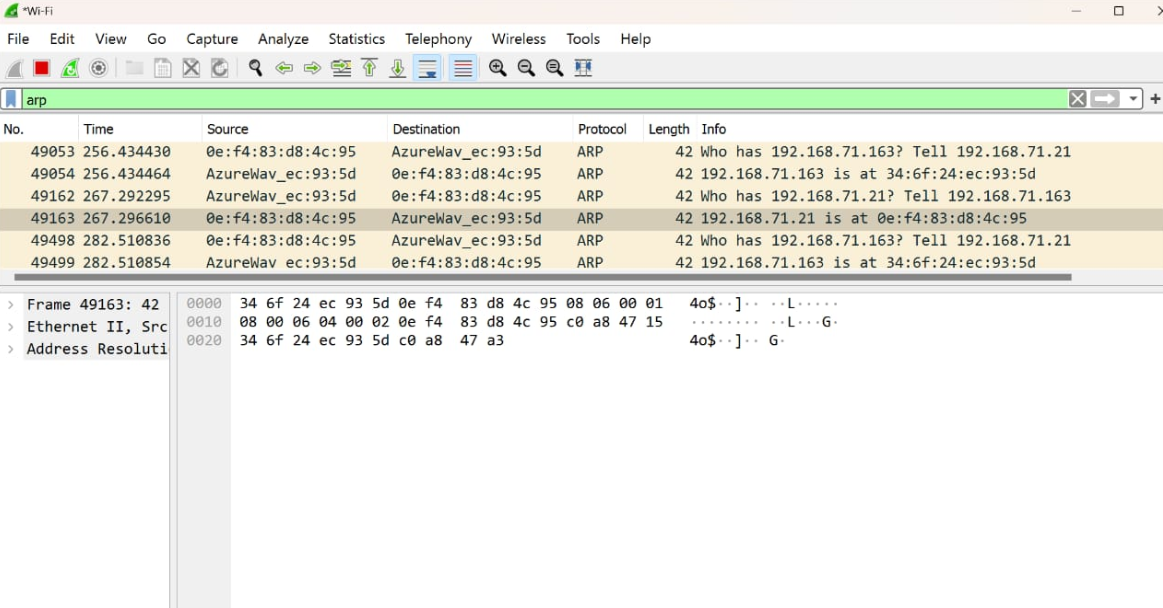 *Wi-Fi
File Edit View Go Capture Analyze Statistics Telephony Wireless Tools Help
arp
No. Time Source Destination Protocol Length Info
49053 256.434430 0e:f4:83:d8:4c:95 AzureWav_ec:93:5d ARP 42 Who has 192.168.71.163? Tell 192.168.71.21
49054 256.434464 AzureWav_ec:93:5d 0e:f4:83:d8:4c:95 ARP 42 192.168.71.163 is at 34:6f:24:ec:93:5d
49162 267.292295 AzureWav_ec:93:5d 0e:f4:83:d8:4c:95 ARP 42 Who has 192.168.71.21? Tell 192.168.71.163
49163 267.296610 0e:f4:83:d8:4c:95 AzureWav_ec:93:5d ARP 42 192.168.71.21 is at 0e:f4:83:d8:4c:95
49498 282.510836 0e:f4:83:d8:4c:95 AzureWav_ec:93:5d ARP 42 Who has 192.168.71.163? Tell 192.168.71.21
49499 282.510854 AzureWav_ec:93:5d 0e:f4:83:d8:4c:95 ARP 42 192.168.71.163 is at 34:6f:24:ec:93:5d
Frame 49163: 42 0000 34 6f 24 ec 93 5d 0e f4 83 d8 4c 95 08 06 00 01 4o$··]·· ··L·····
Ethernet II, Src 0010 08 00 06 04 00 02 0e f4 83 d8 4c 95 c0 a8 47 15 ········ ··L···G·
Address Resoluti 0020 34 6f 24 ec 93 5d c0 a8 47 a3 4o$··]·· G·